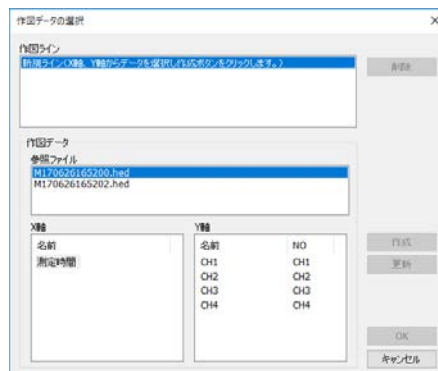 作図データの選択
作図ライン
新規ライン(X軸、Y軸からデータを選択し作成ボタンをクリックします。)
削除
作図データ
参照ファイル
M170626165200.hed
M170626165202.hed
X軸
Y軸
名前
名前 NO
測定時間
CH1 CH1
CH2 CH2
CH3 CH3
CH4 CH4
作成
更新
OK
キャンセル